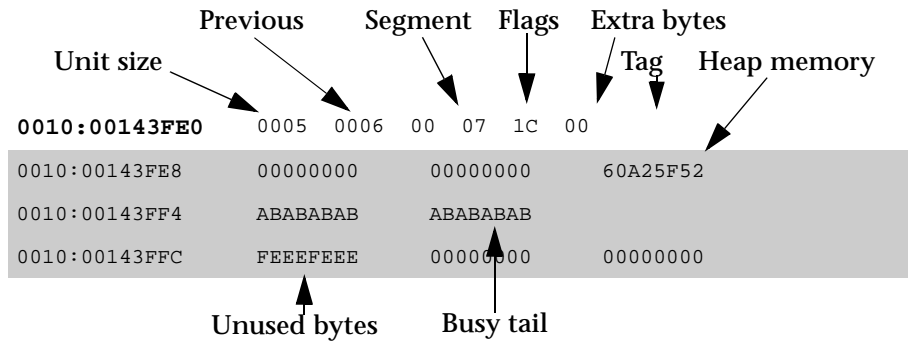 Previous Segment Flags Extra bytes
Unit size Tag Heap memory
0010:00143FE0 0005 0006 00 07 1C 00
0010:00143FE8 00000000 00000000 60A25F52
0010:00143FF4 ABABABAB ABABABAB
0010:00143FFC FEEEFEEE 00000000 00000000
Unused bytes Busy tail